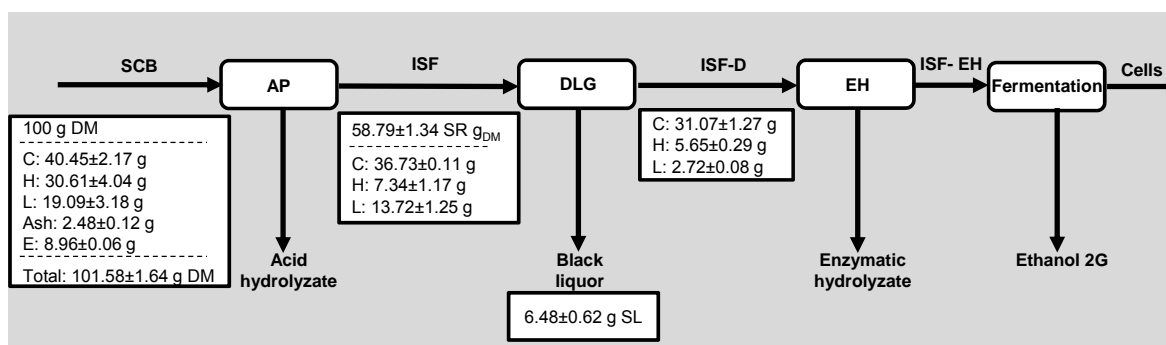 SCB
ISF
ISF-D
ISF- EH
Cells
AP
DLG
EH
Fermentation
100 g DM
C: 40.45±2.17 g
H: 30.61±4.04 g
L: 19.09±3.18 g
Ash: 2.48±0.12 g
E: 8.96±0.06 g
Total: 101.58±1.64 g DM
58.79±1.34 SR gDM
C: 36.73±0.11 g
H: 7.34±1.17 g
L: 13.72±1.25 g
C: 31.07±1.27 g
H: 5.65±0.29 g
L: 2.72±0.08 g
Acid
hydrolyzate
Black
liquor
6.48±0.62 g SL
Enzymatic
hydrolyzate
Ethanol 2G